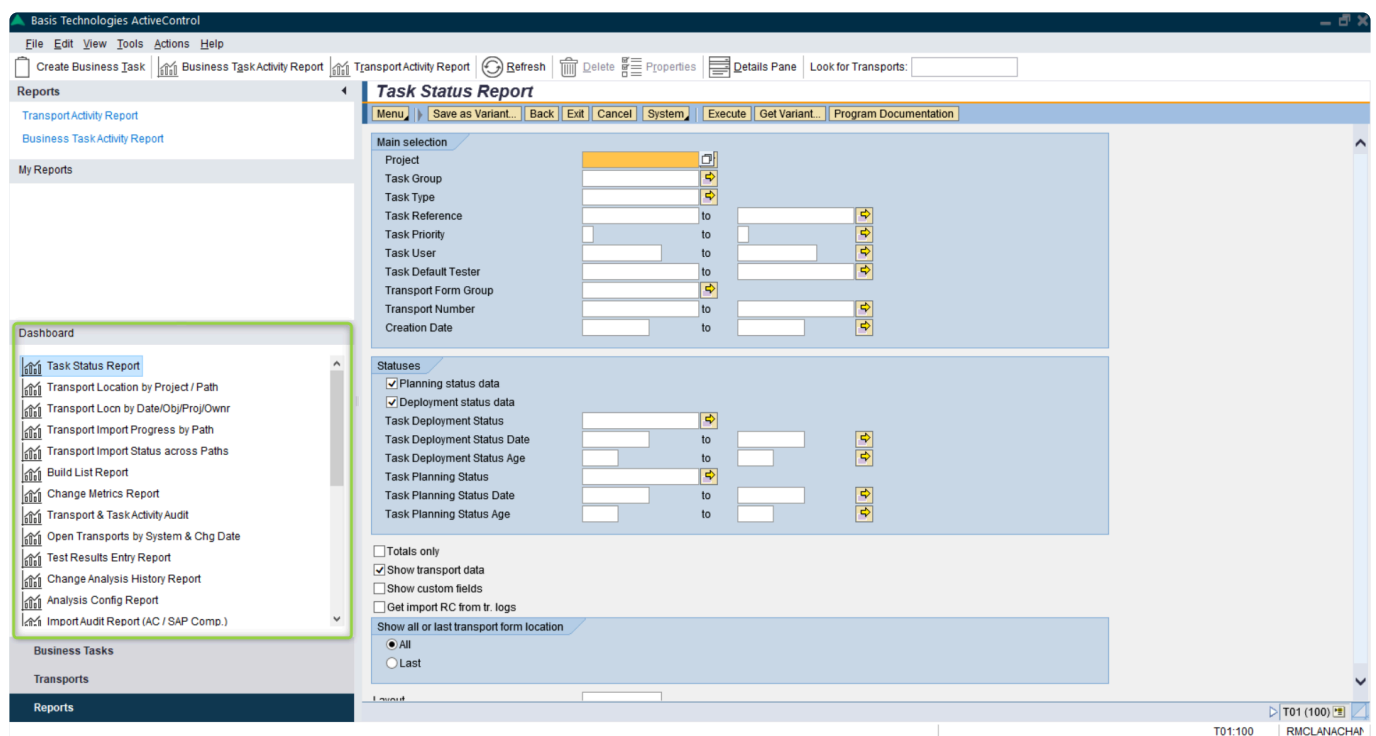 Basis Technologies ActiveControl
File Edit View Tools Actions Help
Create Business Task Business Task Activity Report Transport Activity Report Refresh Delete Properties Details Pane Look for Transports:
Reports
Transport Activity Report
Business Task Activity Report
My Reports
Dashboard
Task Status Report
Transport Location by Project / Path
Transport Locn by Date/Obj/Proj/Ownr
Transport Import Progress by Path
Transport Import Status across Paths
Build List Report
Change Metrics Report
Transport & Task Activity Audit
Open Transports by System & Chg Date
Test Results Entry Report
Change Analysis History Report
Analysis Config Report
Import Audit Report (AC / SAP Comp.)
Business Tasks
Transports
Reports
Task Status Report
Menu Save as Variant... Back Exit Cancel System Execute Get Variant... Program Documentation
Main selection
Project
Task Group
Task Type
Task Reference to
Task Priority to
Task User to
Task Default Tester to
Transport Form Group
Transport Number to
Creation Date to
Statuses
Planning status data
Deployment status data
Task Deployment Status
Task Deployment Status Date to
Task Deployment Status Age to
Task Planning Status
Task Planning Status Date to
Task Planning Status Age to
Totals only
Show transport data
Show custom fields
Get import RC from tr. logs
Show all or last transport form location
All
Last
Layout
T01 (100)
T01:100 RMCLANACHAN